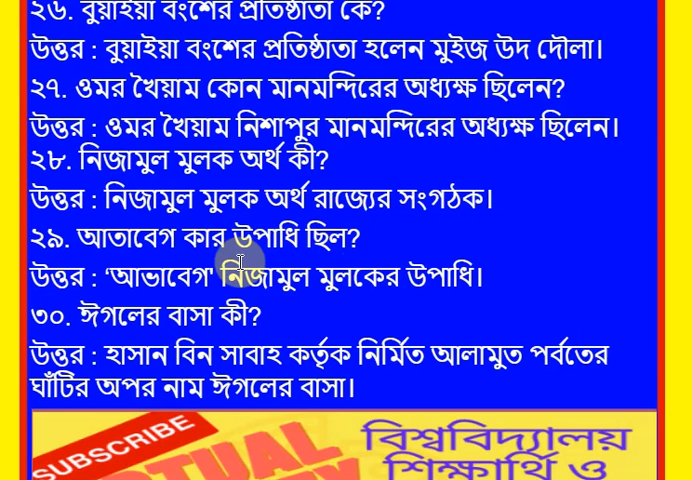 ২৬. বুয়াইয়া বংশের প্রতিষ্ঠাতা কে?
উত্তর : বুয়াইয়া বংশের প্রতিষ্ঠাতা হলেন মুইজ উদ দৌলা।
২৭. ওমর খৈয়াম কোন মানমন্দিরের অধ্যক্ষ ছিলেন?
উত্তর : ওমর খৈয়াম নিশাপুর মানমন্দিরের অধ্যক্ষ ছিলেন।
২৮. নিজামুল মুলক অর্থ কী?
উত্তর : নিজামুল মুলক অর্থ রাজ্যের সংগঠক।
২৯. আতাবেগ কার উপাধি ছিল?
উত্তর : ‘আভাবেগ' নিজামুল মুলকের উপাধি।
৩০. ঈগলের বাসা কী?
উত্তর : হাসান বিন সাবাহ কর্তৃক নির্মিত আলামুত পর্বতের
ঘাঁটির অপর নাম ঈগলের বাসা।
SUBSCRIBE
বিশ্ববিদ্যালয়
শিক্ষার্থি ও